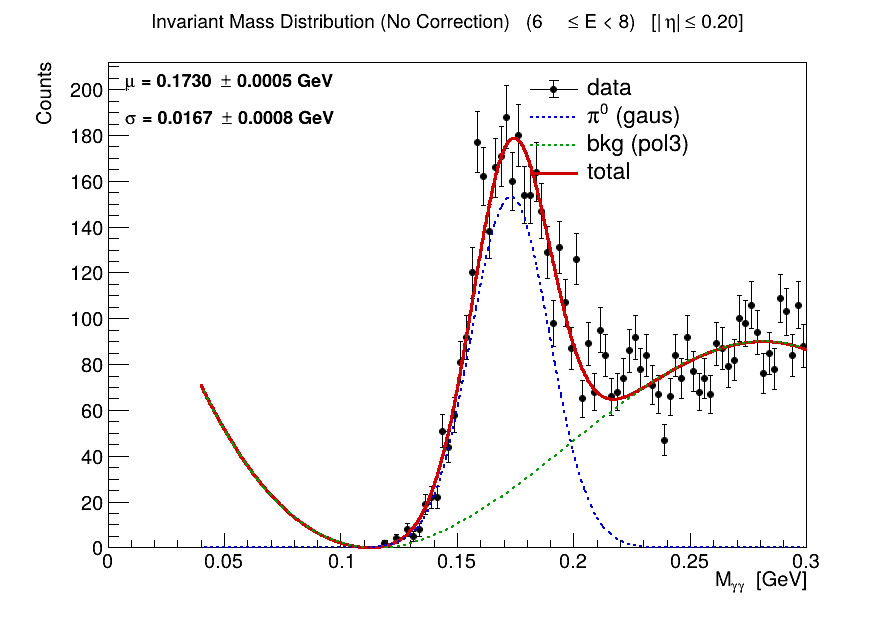 Invariant Mass Distribution (No Correction) (6 ≤ E < 8) [|η| ≤ 0.20]
Counts
μ = 0.1730 ± 0.0005 GeV
σ = 0.0167 ± 0.0008 GeV
data
π⁰ (gaus)
bkg (pol3)
total
200
180
160
140
120
100
80
60
40
20
0
0 0.05 0.1 0.15 0.2 0.25 0.3
Mγγ [GeV]